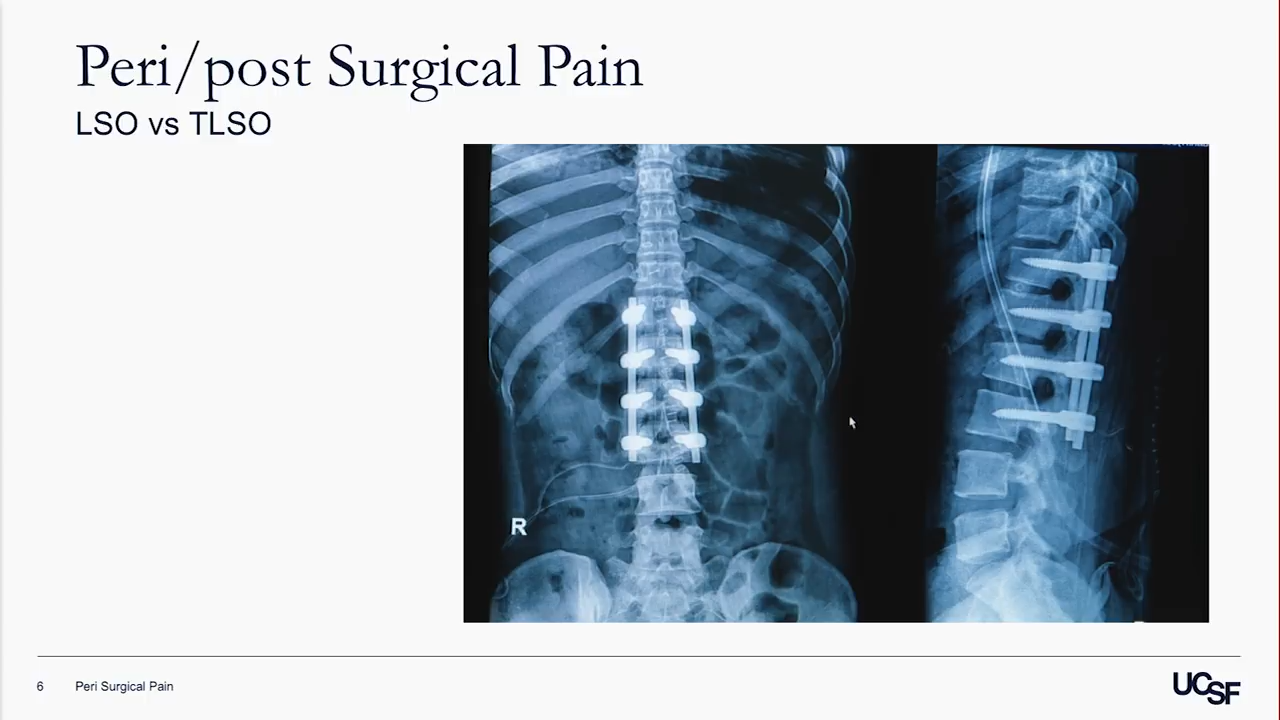 Peri/post Surgical Pain
LSO vs TLSO
R
6
Peri Surgical Pain
UCSF